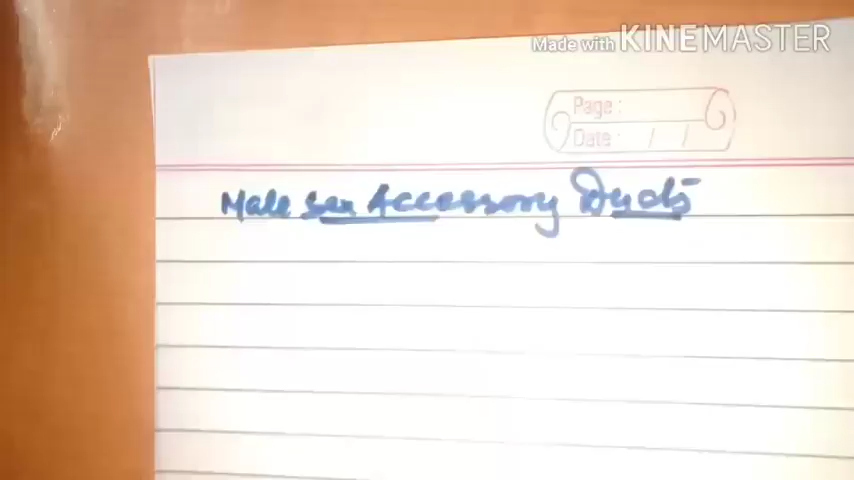 Made with KINEMASTER
Page :
Date : / /
Male sex Accessory Ducts